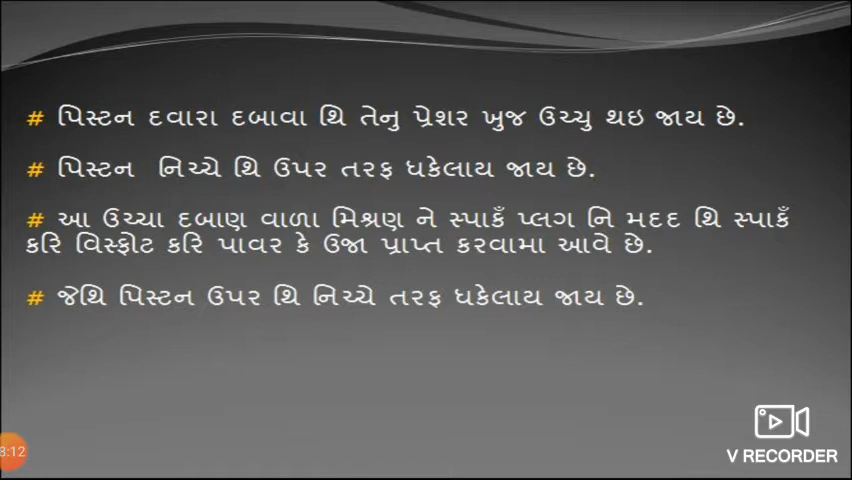 # પિસ્ટન દવારા દબાવા થિ તેનુ પ્રેશર ખુજ ઉચ્ચુ થઇ જાય છે.
# પિસ્ટન નિચ્ચે થિ ઉપર તરફ ધકેલાય જાય છે.
# આ ઉચ્ચા દબાણ વાળા મિશ્રણ ને સ્પાર્કઁ પ્લગ નિ મદદ થિ સ્પાર્કઁ
કરિ વિસ્ફોટ કરિ પાવર કે ઉજા પ્રાપ્ત કરવામા આવે છે.
# જેથિ પિસ્ટન ઉપર થિ નિચ્ચે તરફ ધકેલાય જાય છે.
8:12
V RECORDER